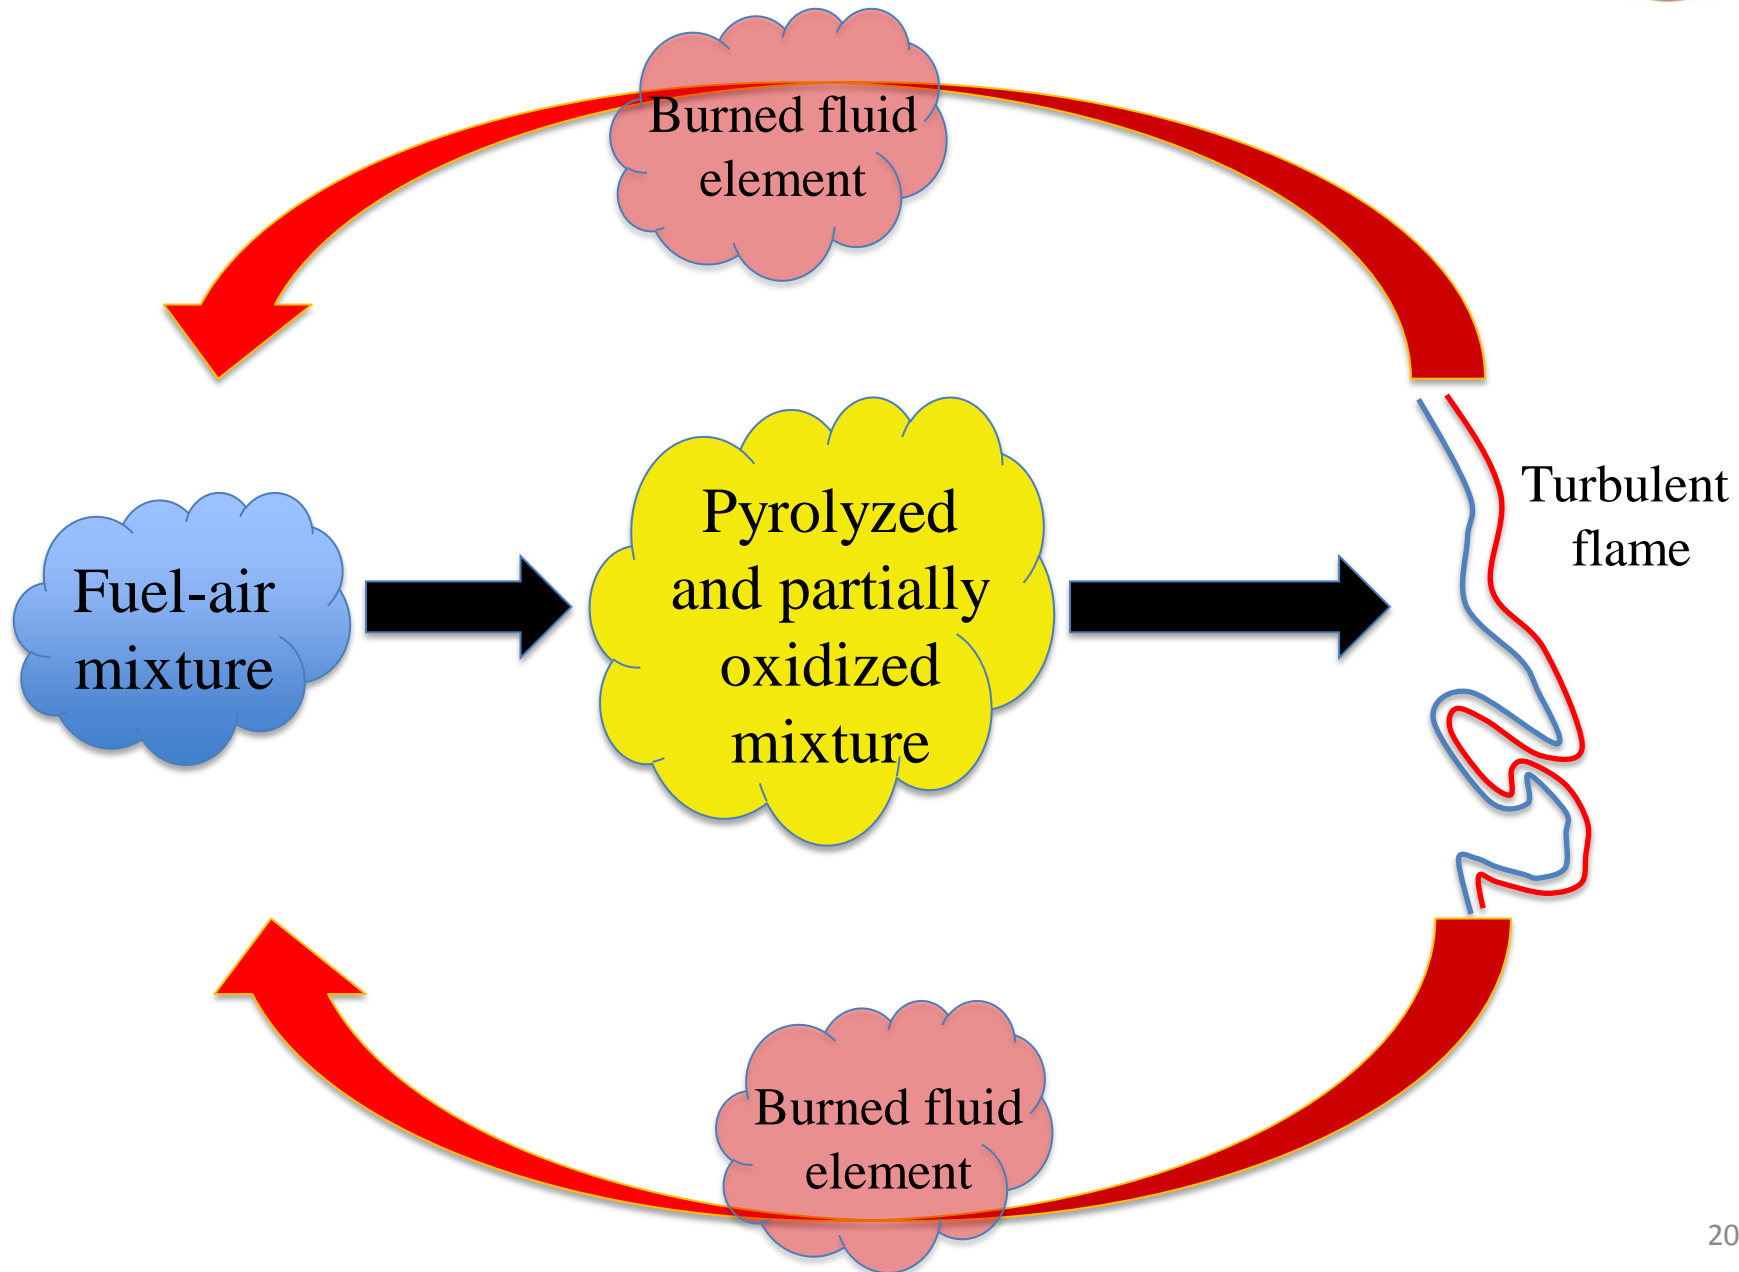 Burned fluid
element
Fuel-air
mixture
Pyrolyzed
and partially
oxidized
mixture
Turbulent
flame
Burned fluid
element
20